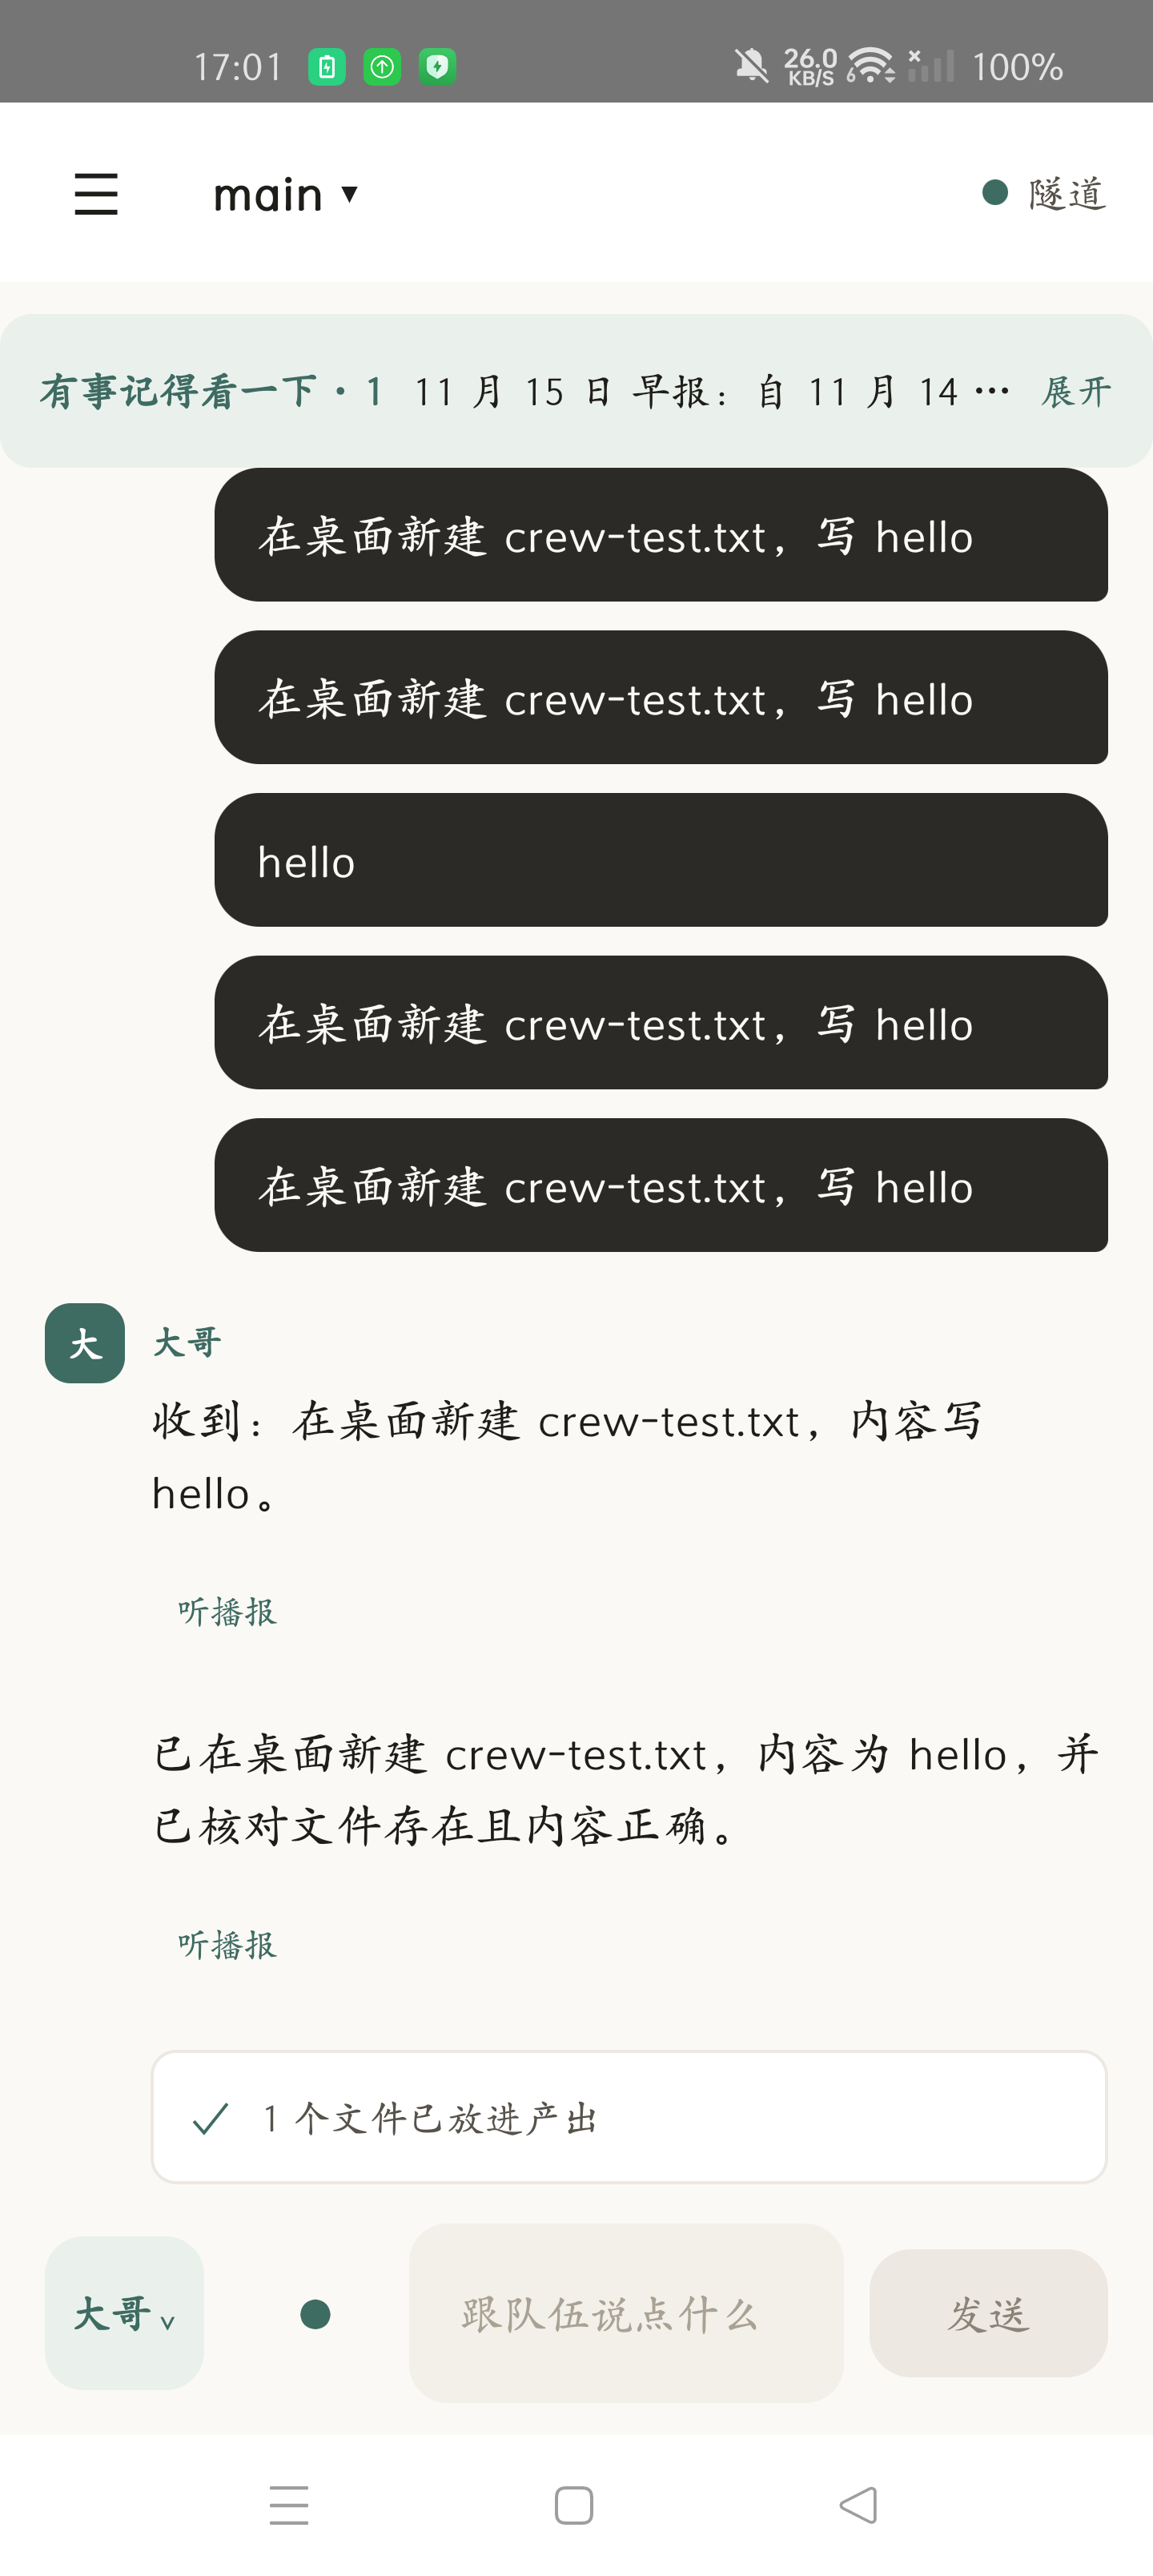 17:01
26.0 KB/S
6
100%
main ▼
隧道
有事记得看一下 · 1 11 月 15 日 早报：自 11 月 14 … 展开
在桌面新建 crew-test.txt，写 hello
在桌面新建 crew-test.txt，写 hello
hello
在桌面新建 crew-test.txt，写 hello
在桌面新建 crew-test.txt，写 hello
大 大哥
收到：在桌面新建 crew-test.txt，内容写
hello。
听播报
已在桌面新建 crew-test.txt，内容为 hello，并
已核对文件存在且内容正确。
听播报
1 个文件已放进产出
大哥
跟队伍说点什么
发送